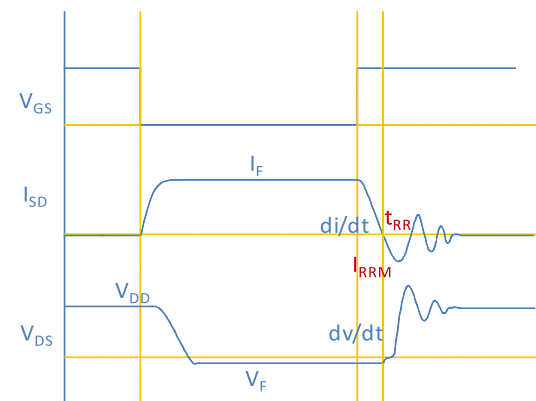 V_GS
I_F
I_SD
di/dt t_RR
I_RRM
V_DD
V_DS dv/dt
V_F